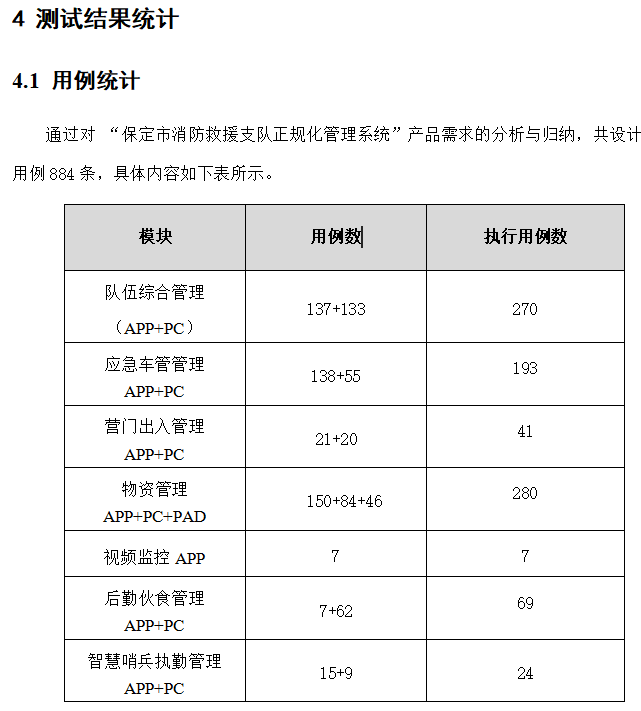 4 测试结果统计
4.1 用例统计
通过对 “保定市消防救援支队正规化管理系统”产品需求的分析与归纳，共设计
用例 884 条，具体内容如下表所示。
模块 用例数 执行用例数
队伍综合管理
（APP+PC） 137+133 270
应急车管管理
APP+PC 138+55 193
营门出入管理
APP+PC 21+20 41
物资管理
APP+PC+PAD 150+84+46 280
视频监控 APP 7 7
后勤伙食管理
APP+PC 7+62 69
智慧哨兵执勤管理
APP+PC 15+9 24